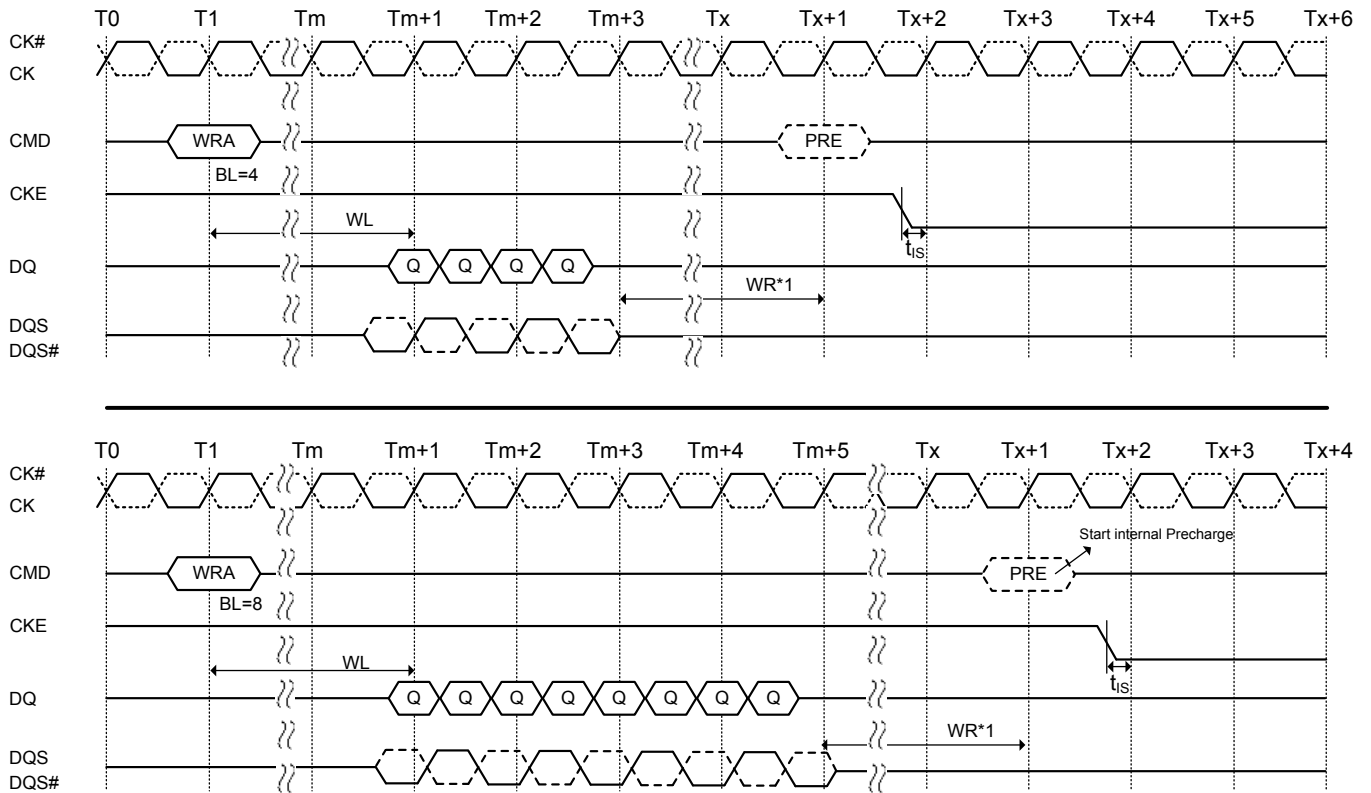 T0 T1 Tm Tm+1 Tm+2 Tm+3 Tx Tx+1 Tx+2 Tx+3 Tx+4 Tx+5 Tx+6
CK#
CK
CMD WRA PRE
BL=4
CKE
WL
tIS
DQ Q Q Q Q
WR*1
DQS
DQS#
T0 T1 Tm Tm+1 Tm+2 Tm+3 Tm+4 Tm+5 Tx Tx+1 Tx+2 Tx+3 Tx+4
CK#
CK
Start internal Precharge
CMD WRA PRE
BL=8
CKE
WL
tIS
DQ Q Q Q Q Q Q Q Q
WR*1
DQS
DQS#